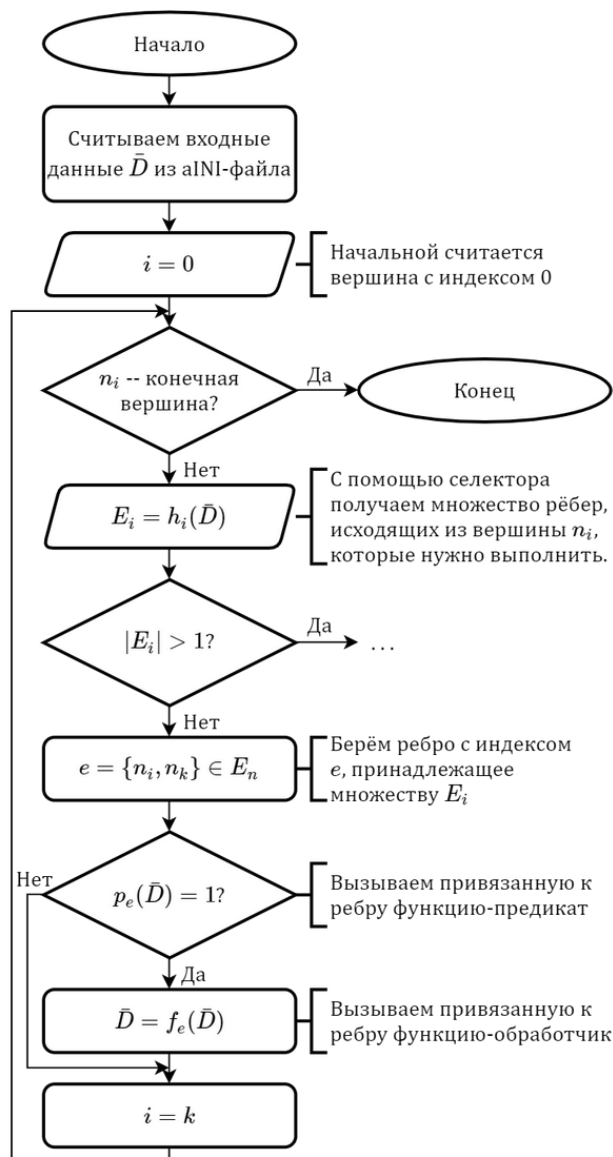 Начало
Считываем входные
данные D̄ из aINI-файла
i = 0
Начальной считается
вершина с индексом 0
n_i -- конечная
вершина?
Да
Конец
Нет
E_i = h_i(D̄)
С помощью селектора
получаем множество рёбер,
исходящих из вершины n_i,
которые нужно выполнить.
|E_i| > 1?
Да
...
Нет
e = {n_i, n_k} ∈ E_n
Берём ребро с индексом
e, принадлежащее
множеству E_i
Нет
p_e(D̄) = 1?
Вызываем привязанную к
ребру функцию-предикат
Да
D̄ = f_e(D̄)
Вызываем привязанную к
ребру функцию-обработчик
i = k